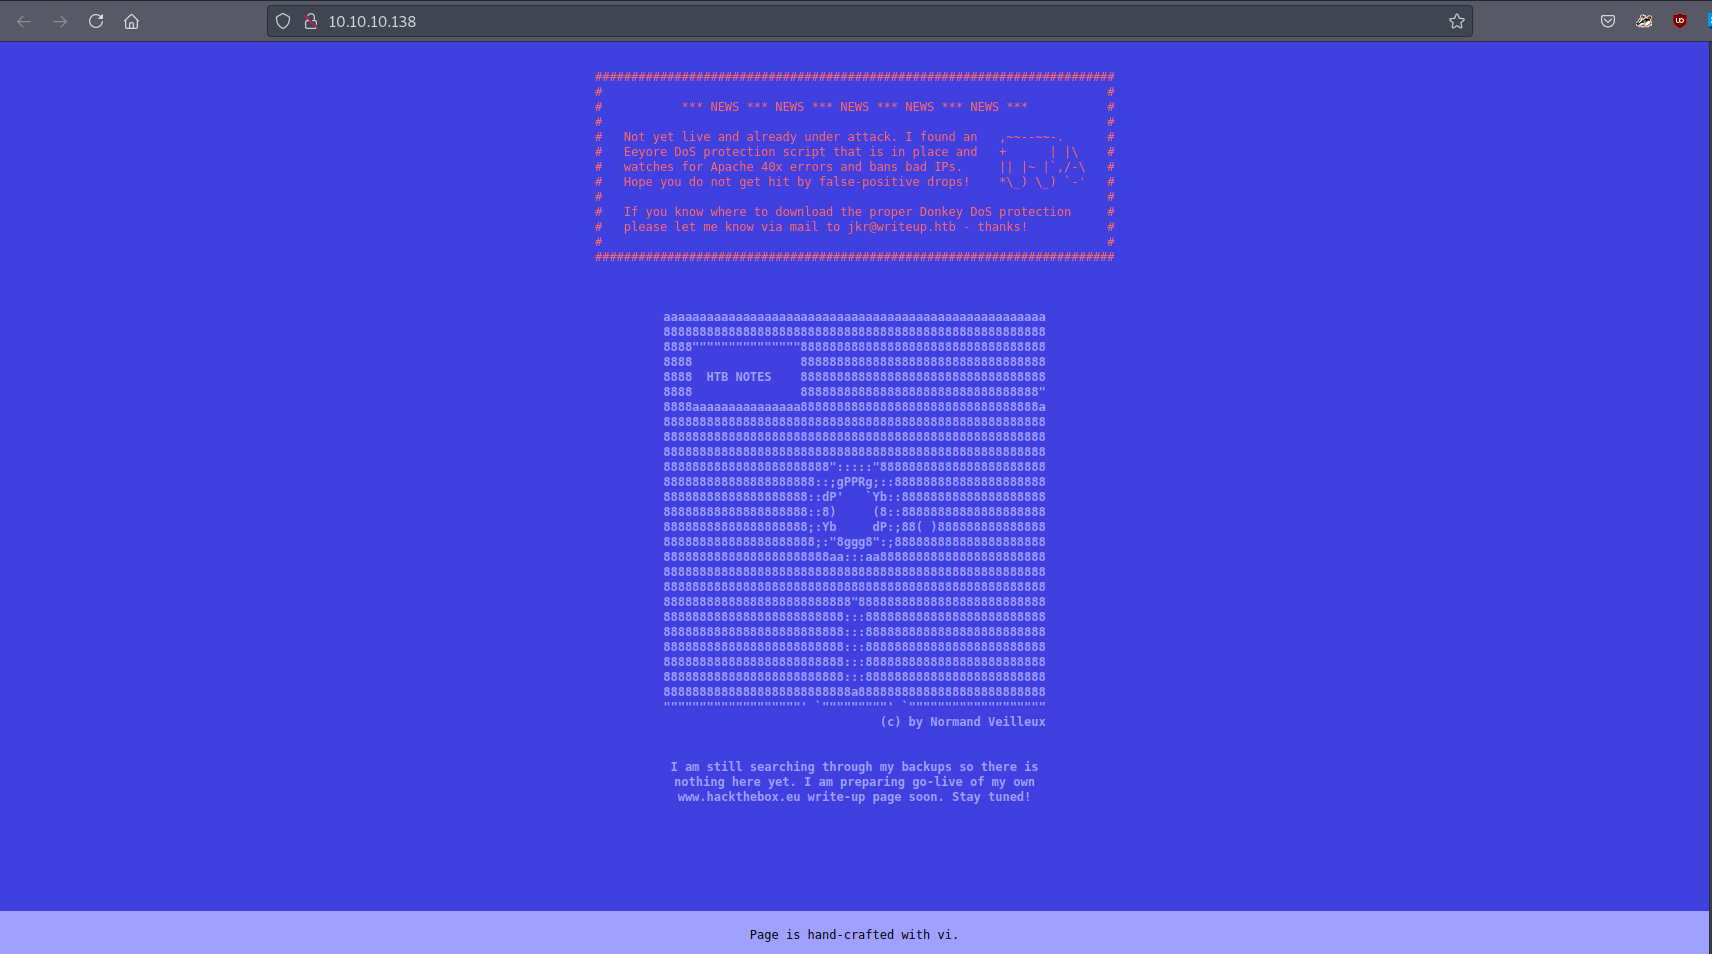 10.10.10.138
########################################################################
#                                                                      #
#           *** NEWS *** NEWS *** NEWS *** NEWS *** NEWS ***           #
#                                                                      #
#   Not yet live and already under attack. I found an   ,~~--~~-.      #
#   Eeyore DoS protection script that is in place and   +      | |\    #
#   watches for Apache 40x errors and bans bad IPs.     || |~ |`,/-\   #
#   Hope you do not get hit by false-positive drops!    *\_) \_) `-'   #
#                                                                      #
#   If you know where to download the proper Donkey DoS protection     #
#   please let me know via mail to jkr@writeup.htb - thanks!           #
#                                                                      #
########################################################################
HTB NOTES
(c) by Normand Veilleux
I am still searching through my backups so there is
nothing here yet. I am preparing go-live of my own
www.hackthebox.eu write-up page soon. Stay tuned!
Page is hand-crafted with vi.